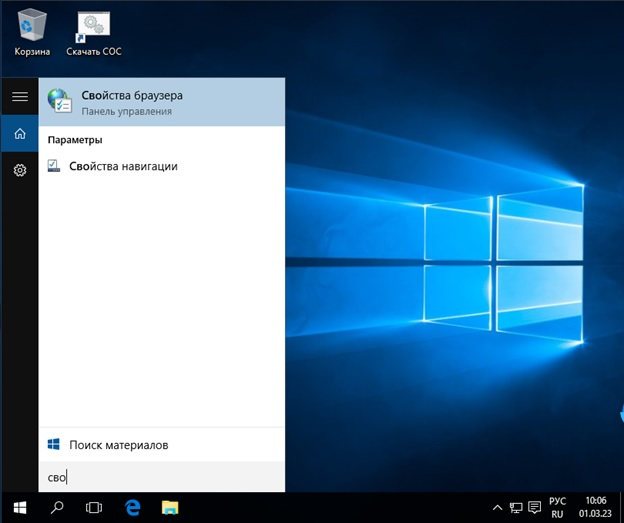 Корзина
Скачать СОС
Свойства браузера
Панель управления
Параметры
Свойства навигации
Поиск материалов
сво
РУС
RU
10:06
01.03.23